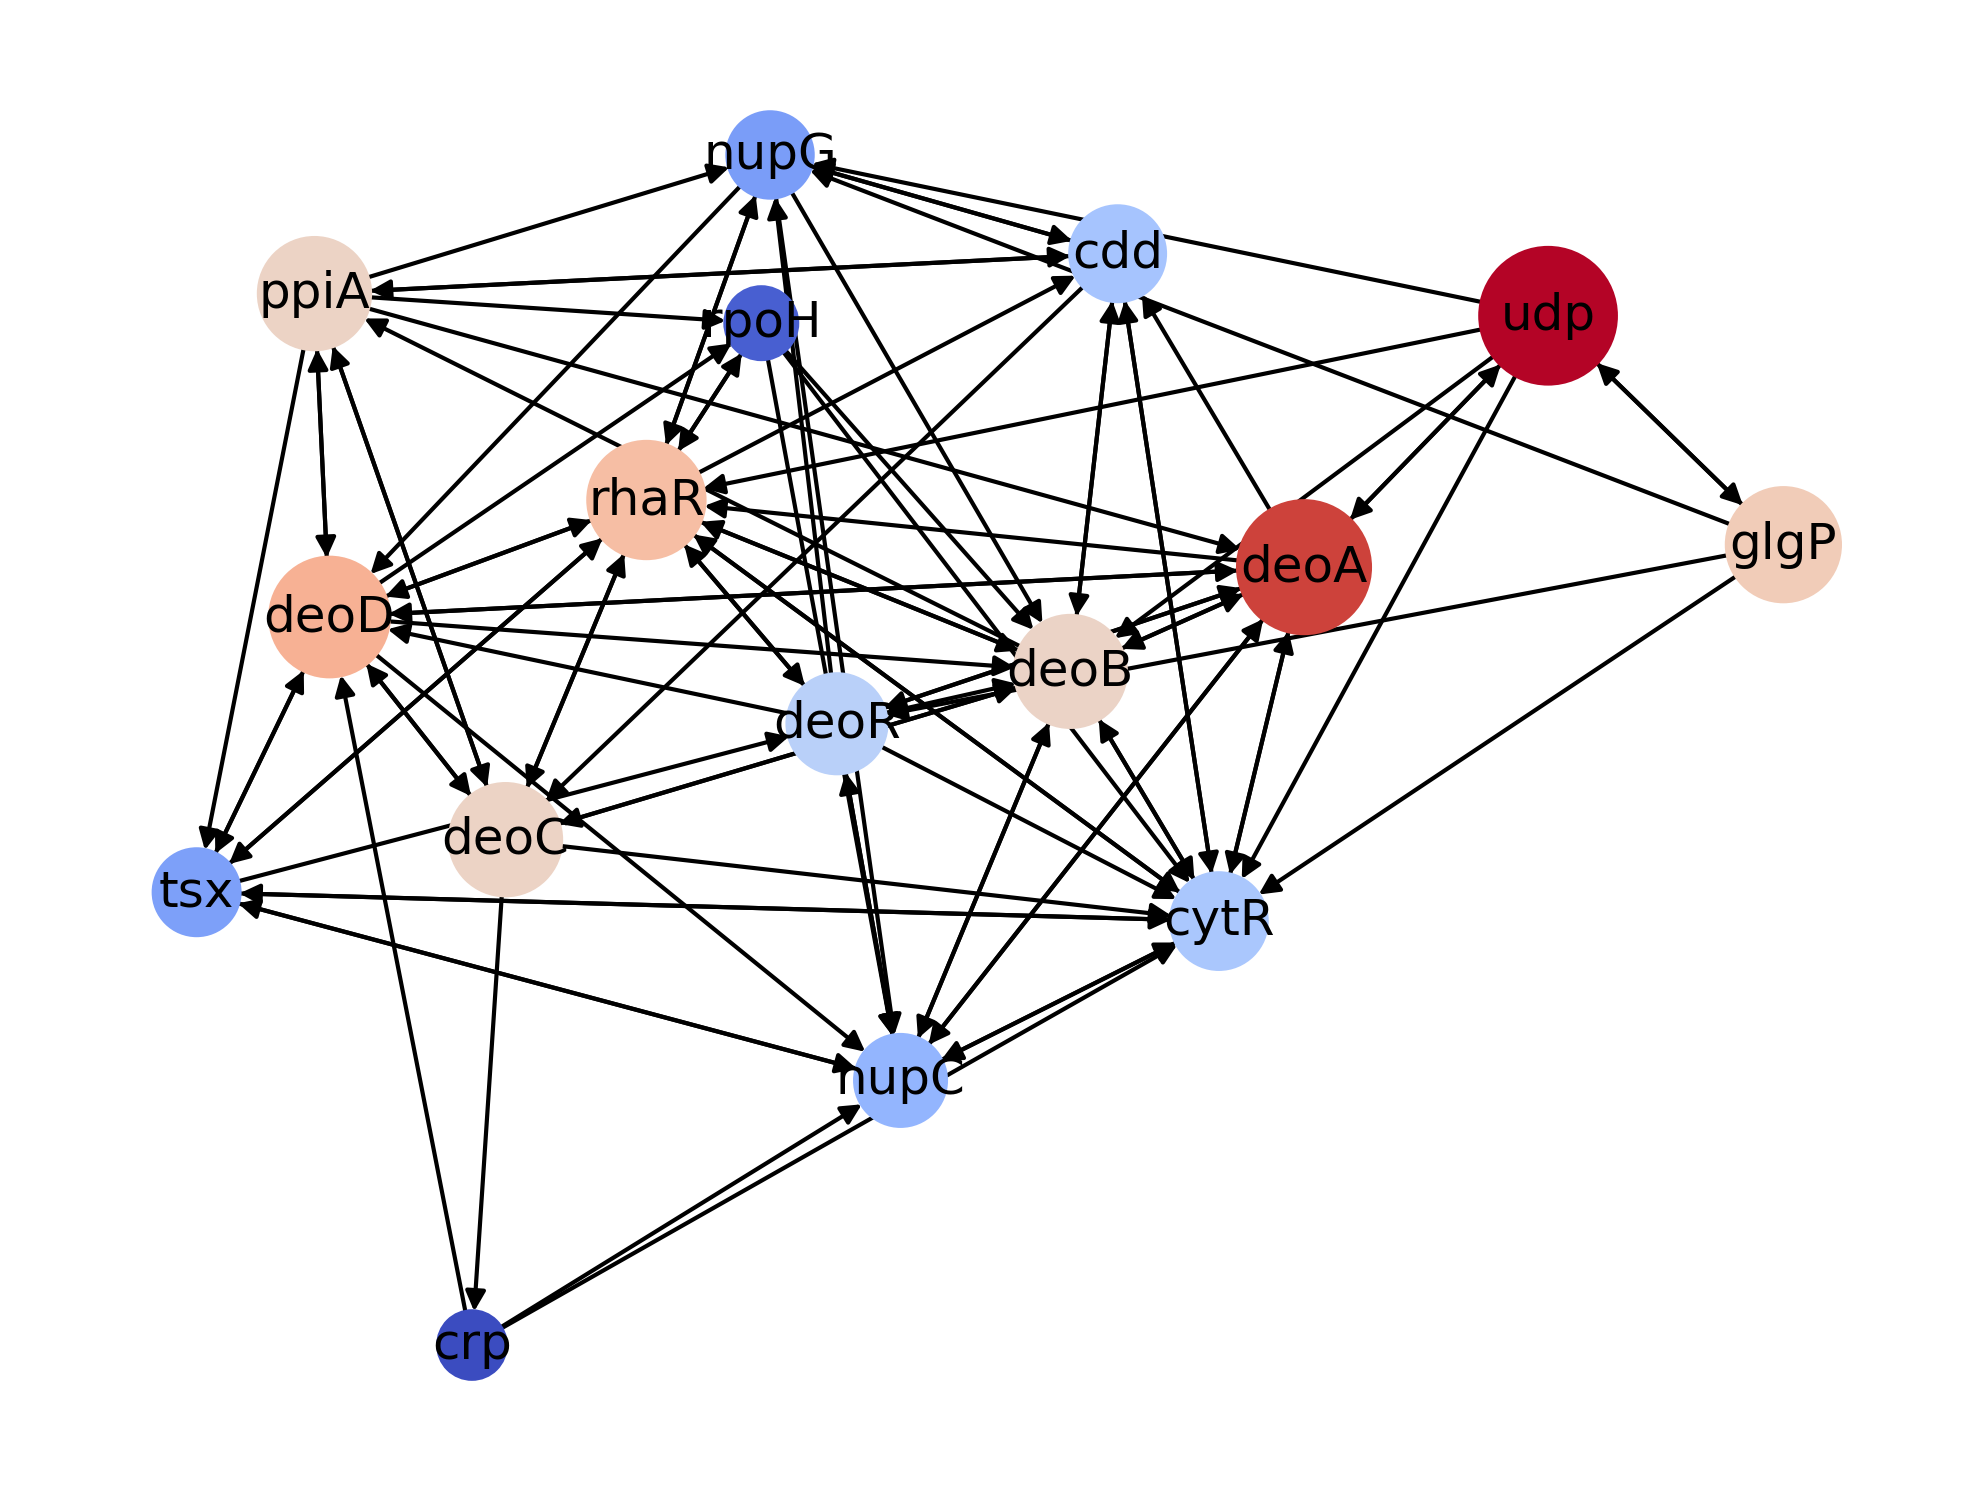 nupG
cdd
ppiA
udp
rpoH
rhaR
glgP
deoA
deoD
deoB
deoR
deoC
tsx
cytR
nupC
crp